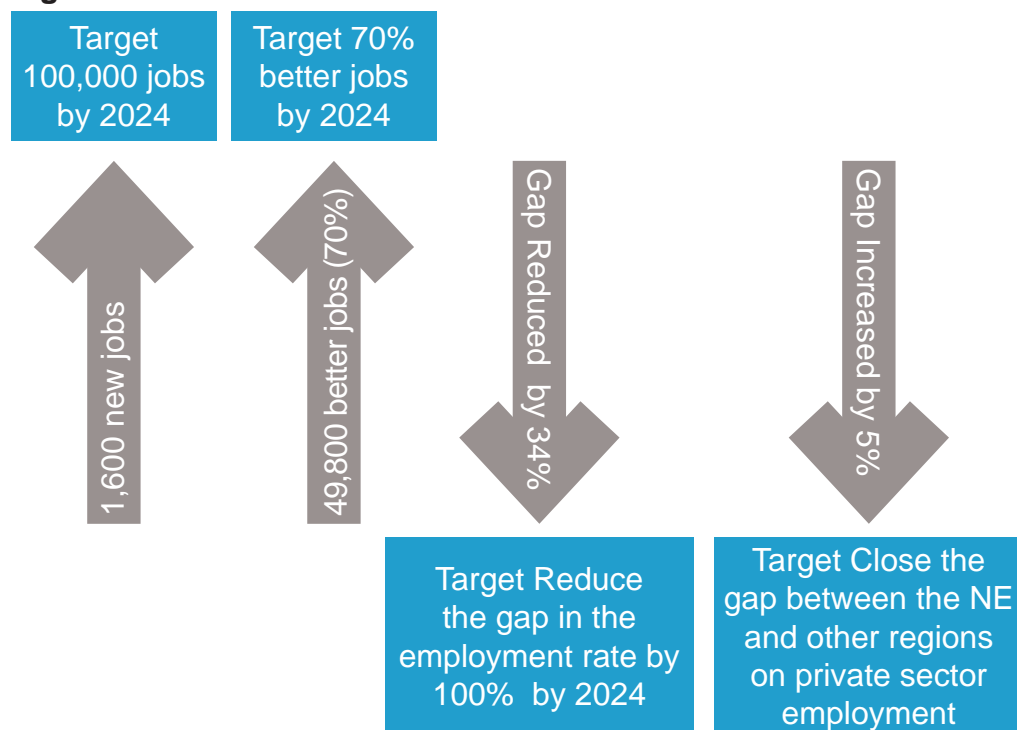 Target
100,000 jobs
by 2024
Target 70%
better jobs
by 2024
1,600 new jobs
49,800 better jobs (70%)
Gap Reduced by 34%
Gap Increased by 5%
Target Reduce
the gap in the
employment rate by
100% by 2024
Target Close the
gap between the NE
and other regions
on private sector
employment